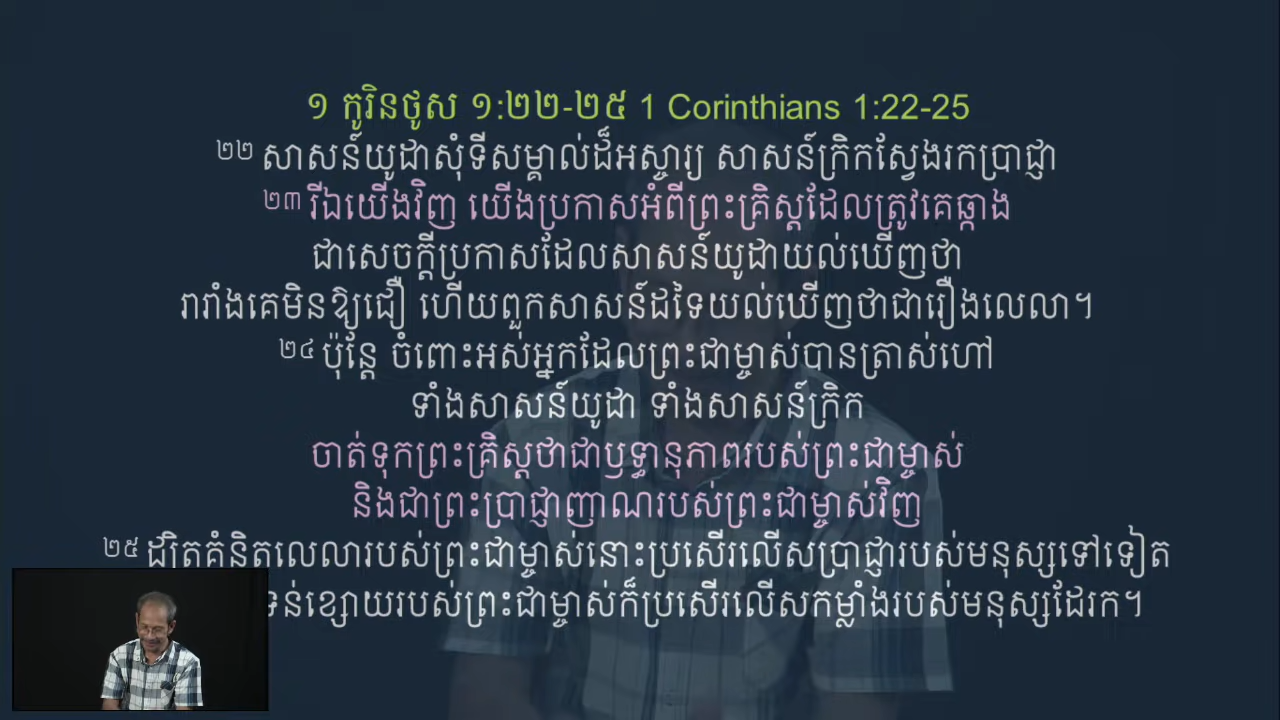 ១ កូរិនថូស ១:២២-២៥ 1 Corinthians 1:22-25
២២ សាសន៍យូដាសុំទីសម្គាល់ដ៏អស្ចារ្យ សាសន៍ក្រិកស្វែងរកប្រាជ្ញា
២៣ រីឯយើងវិញ យើងប្រកាសអំពីព្រះគ្រិស្តដែលត្រូវគេឆ្កាង
ជាសេចក្ដីប្រកាសដែលសាសន៍យូដាយល់ឃើញថា
រារាំងគេមិនឱ្យជឿ ហើយពួកសាសន៍ដទៃយល់ឃើញថាជារឿងលេលា។
២៤ ប៉ុន្តែ ចំពោះអស់អ្នកដែលព្រះជាម្ចាស់បានត្រាស់ហៅ
ទាំងសាសន៍យូដា ទាំងសាសន៍ក្រិក
ចាត់ទុកព្រះគ្រិស្តថាជាឫទ្ធានុភាពរបស់ព្រះជាម្ចាស់
និងជាព្រះប្រាជ្ញាញាណរបស់ព្រះជាម្ចាស់វិញ
២៥ ដ្បិតគំនិតលេលារបស់ព្រះជាម្ចាស់នោះប្រសើរលើសប្រាជ្ញារបស់មនុស្សទៅទៀត
ទន់ខ្សោយរបស់ព្រះជាម្ចាស់ក៏ប្រសើរលើសកម្លាំងរបស់មនុស្សដែរក។